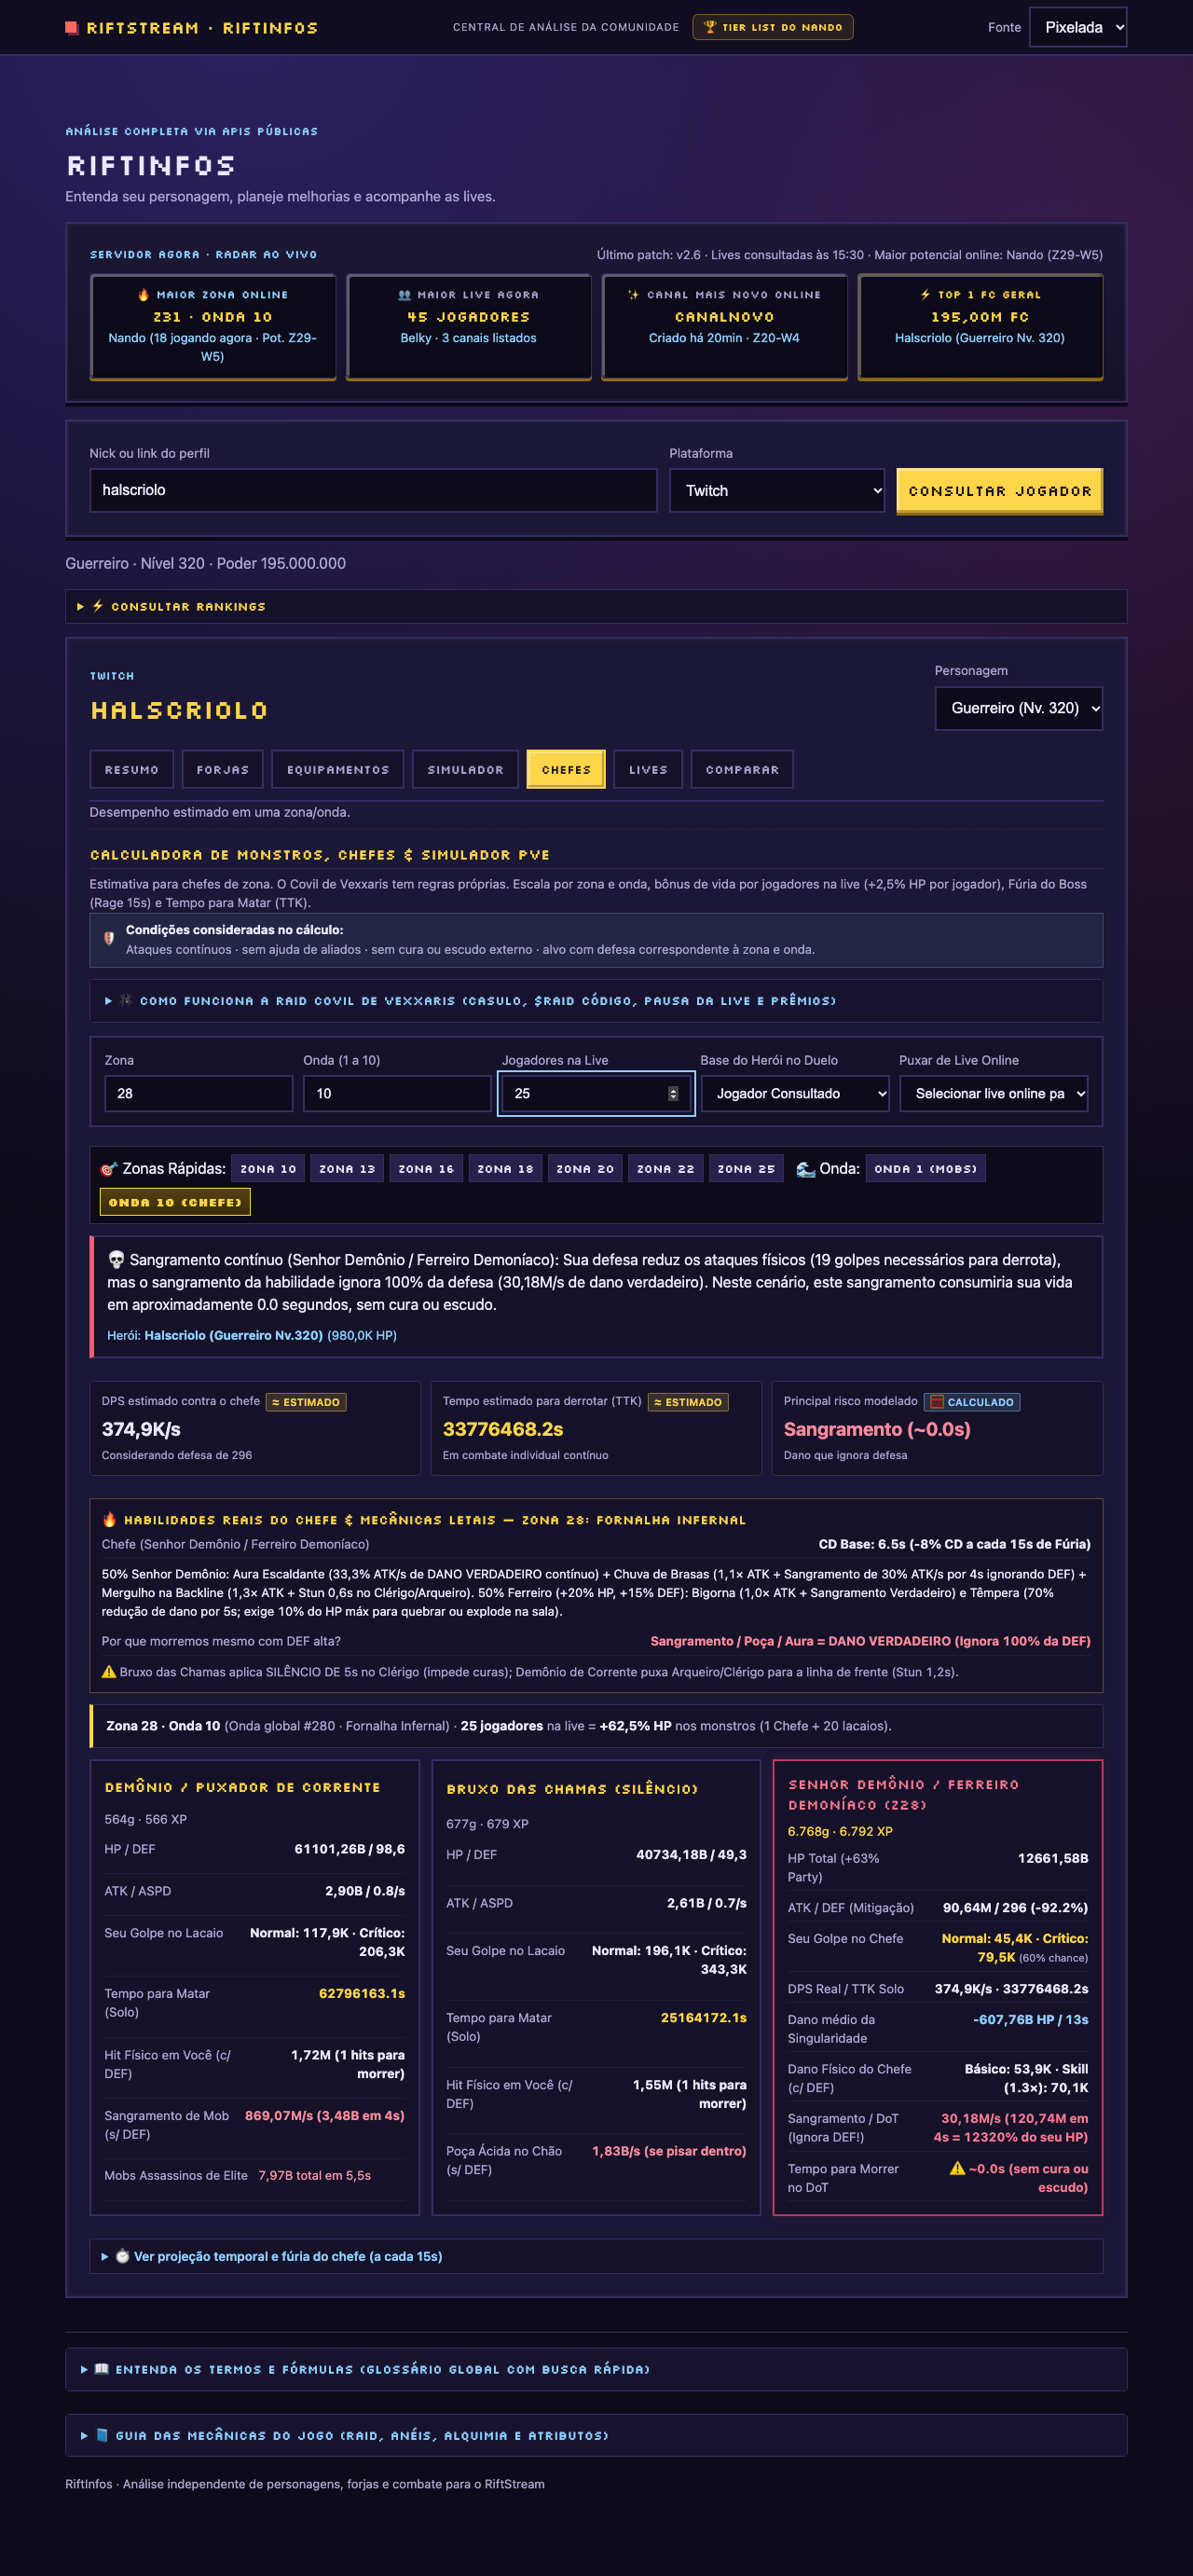 RIFTSTREAM · RIFTINFOS
CENTRAL DE ANÁLISE DA COMUNIDADE
🏆 TIER LIST DO NANDO
Fonte
Pixelada
ANÁLISE COMPLETA VIA APIS PÚBLICAS
RIFTINFOS
Entenda seu personagem, planeje melhorias e acompanhe as lives.
SERVIDOR AGORA · RADAR AO VIVO
Último patch: v2.6 · Lives consultadas às 15:30 · Maior potencial online: Nando (Z29-W5)
🔥 MAIOR ZONA ONLINE
Z31 · ONDA 10
Nando (18 jogando agora · Pot. Z29-
W5)
👥 MAIOR LIVE AGORA
45 JOGADORES
Belky · 3 canais listados
✨ CANAL MAIS NOVO ONLINE
CANALNOVO
Criado há 20min · Z20-W4
⚡ TOP 1 FC GERAL
195,00M FC
Halscriolo (Guerreiro Nv. 320)
Nick ou link do perfil
halscriolo
Plataforma
Twitch
CONSULTAR JOGADOR
Guerreiro · Nível 320 · Poder 195.000.000
▶ ⚡ CONSULTAR RANKINGS
TWITCH
HALSCRIOLO
Personagem
Guerreiro (Nv. 320)
RESUMO
FORJAS
EQUIPAMENTOS
SIMULADOR
CHEFES
LIVES
COMPARAR
Desempenho estimado em uma zona/onda.
CALCULADORA DE MONSTROS, CHEFES & SIMULADOR PVE
Estimativa para chefes de zona. O Covil de Vexxaris tem regras próprias. Escala por zona e onda, bônus de vida por jogadores na live (+2,5% HP por jogador), Fúria do Boss
(Rage 15s) e Tempo para Matar (TTK).
Condições consideradas no cálculo:
Ataques contínuos · sem ajuda de aliados · sem cura ou escudo externo · alvo com defesa correspondente à zona e onda.
▶ COMO FUNCIONA A RAID COVIL DE VEXXARIS (CASULO, $RAID CÓDIGO, PAUSA DA LIVE E PRÊMIOS)
Zona
28
Onda (1 a 10)
10
Jogadores na Live
25
Base do Herói no Duelo
Jogador Consultado
Puxar de Live Online
Selecionar live online pa
🎯 Zonas Rápidas:
ZONA 10
ZONA 13
ZONA 16
ZONA 18
ZONA 20
ZONA 22
ZONA 25
🌊 Onda:
ONDA 1 (MOBS)
ONDA 10 (CHEFE)
💀 Sangramento contínuo (Senhor Demônio / Ferreiro Demoníaco): Sua defesa reduz os ataques físicos (19 golpes necessários para derrota),
mas o sangramento da habilidade ignora 100% da defesa (30,18M/s de dano verdadeiro). Neste cenário, este sangramento consumiria sua vida
em aproximadamente 0.0 segundos, sem cura ou escudo.
Herói: Halscriolo (Guerreiro Nv.320) (980,0K HP)
DPS estimado contra o chefe ≈ ESTIMADO
374,9K/s
Considerando defesa de 296
Tempo estimado para derrotar (TTK) ≈ ESTIMADO
33776468.2s
Em combate individual contínuo
Principal risco modelado 🧮 CALCULADO
Sangramento (~0.0s)
Dano que ignora defesa
🔥 HABILIDADES REAIS DO CHEFE & MECÂNICAS LETAIS — ZONA 28: FORNALHA INFERNAL
Chefe (Senhor Demônio / Ferreiro Demoníaco)
CD Base: 6.5s (-8% CD a cada 15s de Fúria)
50% Senhor Demônio: Aura Escaldante (33,3% ATK/s de DANO VERDADEIRO contínuo) + Chuva de Brasas (1,1× ATK + Sangramento de 30% ATK/s por 4s ignorando DEF) +
Mergulho na Backline (1,3× ATK + Stun 0,6s no Clérigo/Arqueiro). 50% Ferreiro (+20% HP, +15% DEF): Bigorna (1,0× ATK + Sangramento Verdadeiro) e Têmpera (70%
redução de dano por 5s; exige 10% do HP máx para quebrar ou explode na sala).
Por que morremos mesmo com DEF alta?
Sangramento / Poça / Aura = DANO VERDADEIRO (Ignora 100% da DEF)
⚠️ Bruxo das Chamas aplica SILÊNCIO DE 5s no Clérigo (impede curas); Demônio de Corrente puxa Arqueiro/Clérigo para a linha de frente (Stun 1,2s).
Zona 28 · Onda 10 (Onda global #280 · Fornalha Infernal) · 25 jogadores na live = +62,5% HP nos monstros (1 Chefe + 20 lacaios).
DEMÔNIO / PUXADOR DE CORRENTE
564g · 566 XP
HP / DEF
61101,26B / 98,6
ATK / ASPD
2,90B / 0.8/s
Seu Golpe no Lacaio
Normal: 117,9K · Crítico:
206,3K
Tempo para Matar
(Solo)
62796163.1s
Hit Físico em Você (c/
DEF)
1,72M (1 hits para
morrer)
Sangramento de Mob
(s/ DEF)
869,07M/s (3,48B em 4s)
Mobs Assassinos de Elite
7,97B total em 5,5s
BRUXO DAS CHAMAS (SILÊNCIO)
677g · 679 XP
HP / DEF
40734,18B / 49,3
ATK / ASPD
2,61B / 0.7/s
Seu Golpe no Lacaio
Normal: 196,1K · Crítico:
343,3K
Tempo para Matar
(Solo)
25164172.1s
Hit Físico em Você (c/
DEF)
1,55M (1 hits para
morrer)
Poça Ácida no Chão
(s/ DEF)
1,83B/s (se pisar dentro)
SENHOR DEMÔNIO / FERREIRO
DEMONÍACO (Z28)
6.768g · 6.792 XP
HP Total (+63%
Party)
12661,58B
ATK / DEF (Mitigação)
90,64M / 296 (-92.2%)
Seu Golpe no Chefe
Normal: 45,4K · Crítico:
79,5K (60% chance)
DPS Real / TTK Solo
374,9K/s · 33776468.2s
Dano médio da
Singularidade
-607,76B HP / 13s
Dano Físico do Chefe
(c/ DEF)
Básico: 53,9K · Skill
(1.3×): 70,1K
Sangramento / DoT
(Ignora DEF!)
30,18M/s (120,74M em
4s = 12320% do seu HP)
Tempo para Morrer
no DoT
⚠️ ~0.0s (sem cura ou
escudo)
▶ ⏱️ Ver projeção temporal e fúria do chefe (a cada 15s)
▶ 📖 ENTENDA OS TERMOS E FÓRMULAS (GLOSSÁRIO GLOBAL COM BUSCA RÁPIDA)
▶ 📘 GUIA DAS MECÂNICAS DO JOGO (RAID, ANÉIS, ALQUIMIA E ATRIBUTOS)
RiftInfos · Análise independente de personagens, forjas e combate para o RiftStream